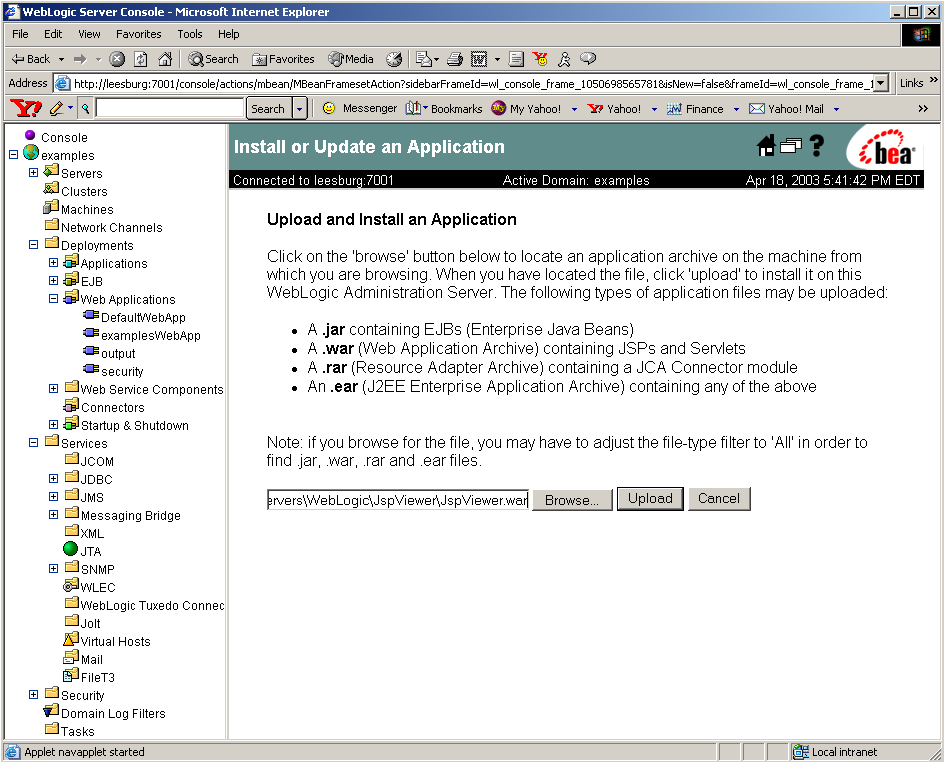 WebLogic Server Console - Microsoft Internet Explorer
File Edit View Favorites Tools Help
Back Search Favorites Media
Address http://leesburg:7001/console/actions/mbean/MBeanFramesetAction?sidebarFrameId=wl_console_frame_1050698565781&isNew=false&frameId=wl_console_frame_1 Links »
Y! Search Messenger Bookmarks My Yahoo! Yahoo! Finance Yahoo! Mail »
Console
examples
Servers
Clusters
Machines
Network Channels
Deployments
Applications
EJB
Web Applications
DefaultWebApp
examplesWebApp
output
security
Web Service Components
Connectors
Startup & Shutdown
Services
JCOM
JDBC
JMS
Messaging Bridge
XML
JTA
SNMP
WLEC
WebLogic Tuxedo Connec
Jolt
Virtual Hosts
Mail
FileT3
Security
Domain Log Filters
Tasks
Install or Update an Application
? bea
Connected to leesburg:7001 Active Domain: examples Apr 18, 2003 5:41:42 PM EDT
Upload and Install an Application
Click on the 'browse' button below to locate an application archive on the machine from
which you are browsing. When you have located the file, click 'upload' to install it on this
WebLogic Administration Server. The following types of application files may be uploaded:
• A .jar containing EJBs (Enterprise Java Beans)
• A .war (Web Application Archive) containing JSPs and Servlets
• A .rar (Resource Adapter Archive) containing a JCA Connector module
• An .ear (J2EE Enterprise Application Archive) containing any of the above
Note: if you browse for the file, you may have to adjust the file-type filter to 'All' in order to
find .jar, .war, .rar and .ear files.
ervers\WebLogic\JspViewer\JspViewer.war Browse... Upload Cancel
Applet navapplet started Local intranet